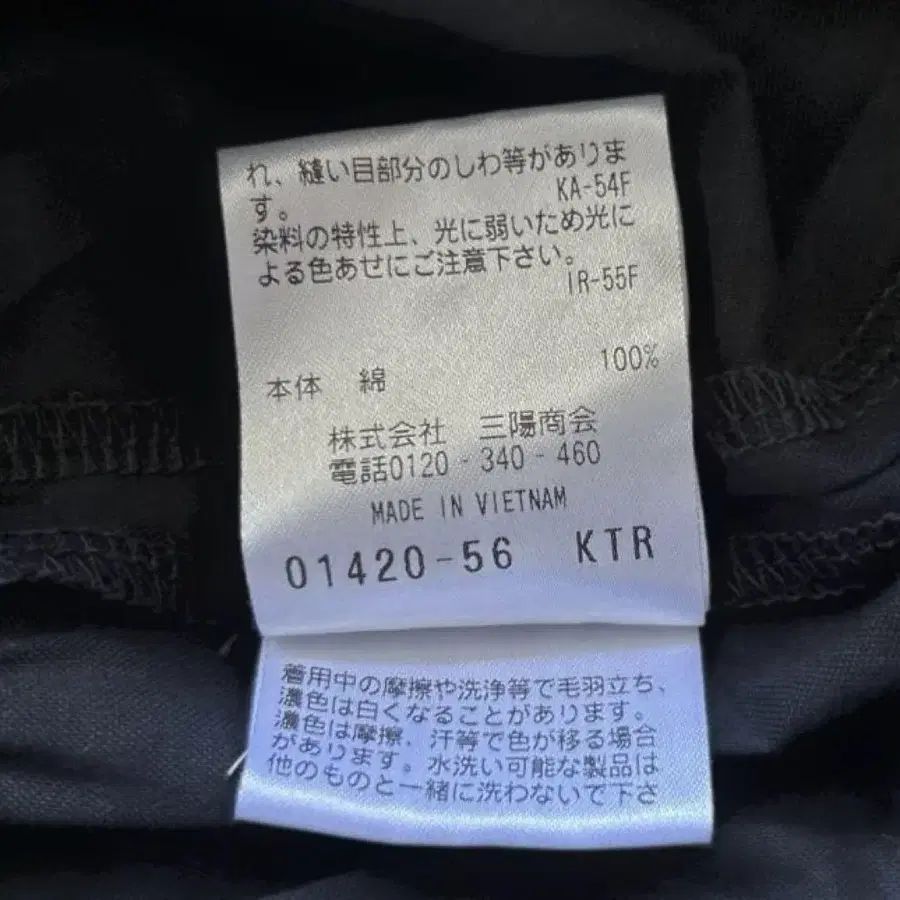 れ、縫い目部分のしわ等がありま
す。 KA-54F
染料の特性上、光に弱いため光に
よる色あせにご注意下さい。
IR-55F
本体 綿 100%
株式会社 三陽商会
電話0120-340-460
MADE IN VIETNAM
01420-56 KTR
着用中の摩擦や洗浄等で毛羽立ち、
濃色は白くなることがあります。
濃色は摩擦、汗等で色が移る場合
があります。水洗い可能な製品は
他のものと一緒に洗わないで下さ